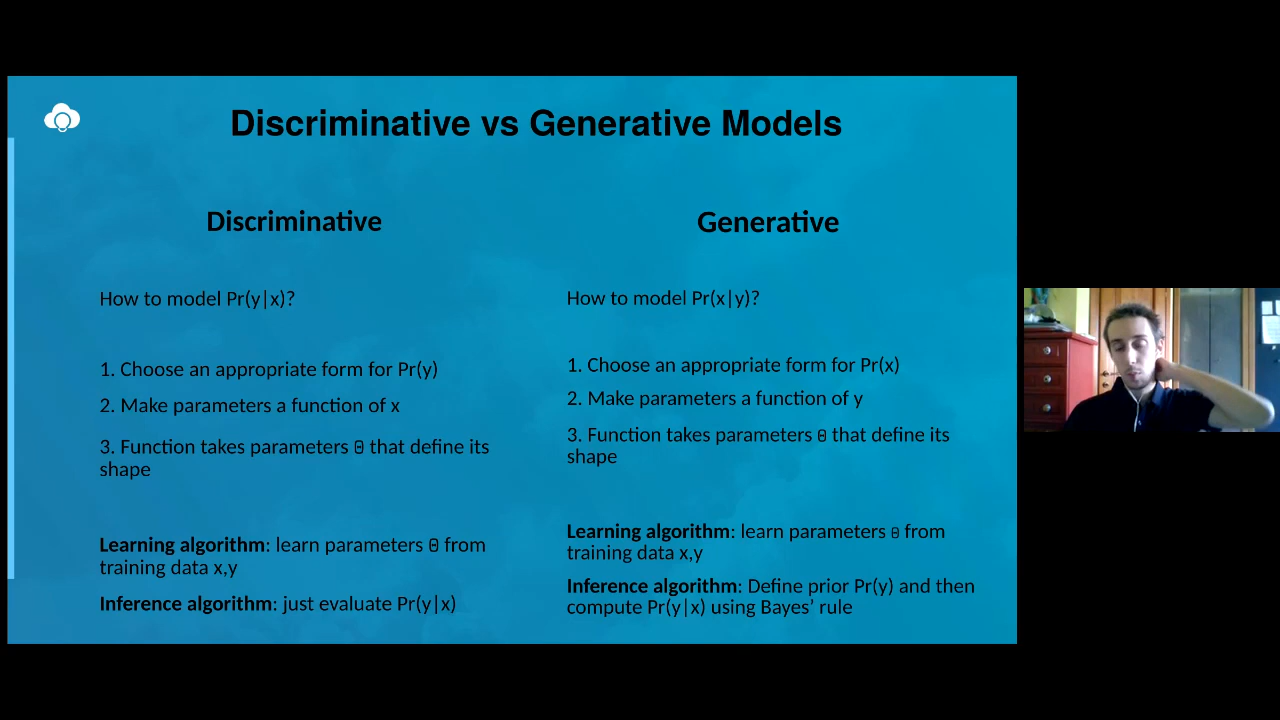 Discriminative vs Generative Models
Discriminative
How to model Pr(y|x)?
1. Choose an appropriate form for Pr(y)
2. Make parameters a function of x
3. Function takes parameters θ that define its
shape
Learning algorithm: learn parameters θ from
training data x,y
Inference algorithm: just evaluate Pr(y|x)
Generative
How to model Pr(x|y)?
1. Choose an appropriate form for Pr(x)
2. Make parameters a function of y
3. Function takes parameters θ that define its
shape
Learning algorithm: learn parameters θ from
training data x,y
Inference algorithm: Define prior Pr(y) and then
compute Pr(y|x) using Bayes’ rule